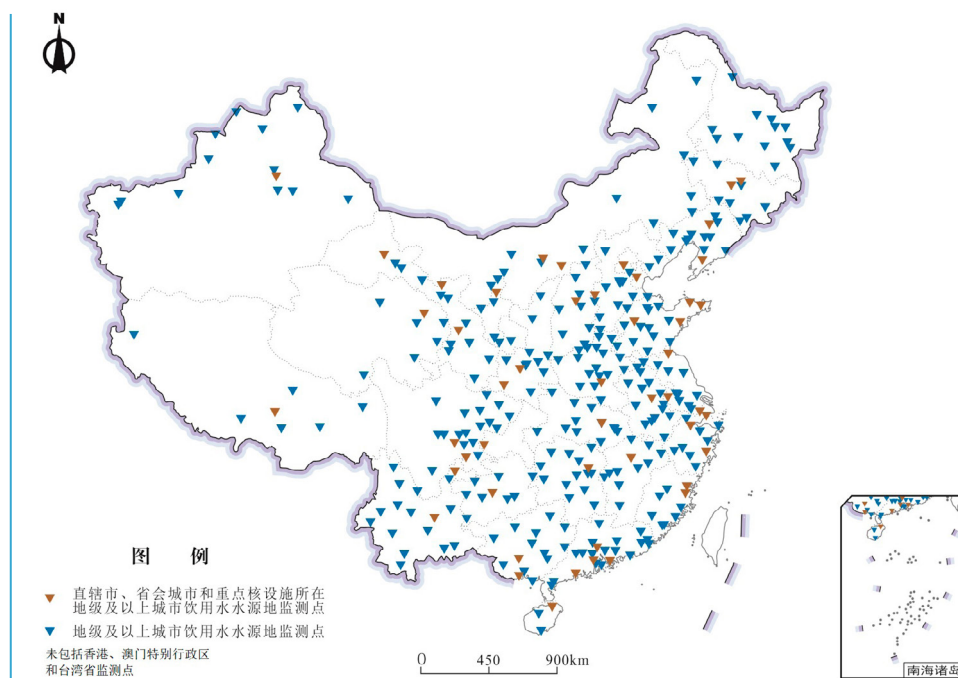 N
图 例
直辖市、省会城市和重点核设施所在
地级及以上城市饮用水水源地监测点
地级及以上城市饮用水水源地监测点
未包括香港、澳门特别行政区
和台湾省监测点
0 450 900km
南海诸岛